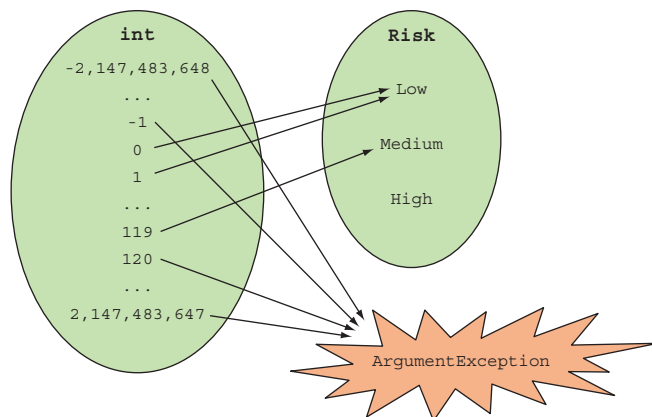 int
-2,147,483,648
...
-1
0
1
...
119
120
...
2,147,483,647
Risk
Low
Medium
High
ArgumentException